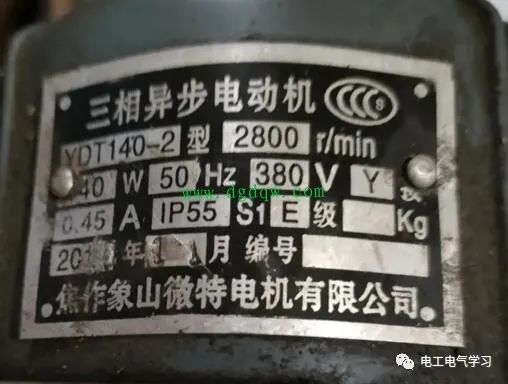 三相异步电动机 CCC S
YDT140-2 型 2800 r/min
40 W 50 Hz 380 V Y
www.dgdqw.com
0.45 A IP55 S1 E 级 Kg
20 年 月 编号
焦作象山微特电机有限公司
电工电气学习